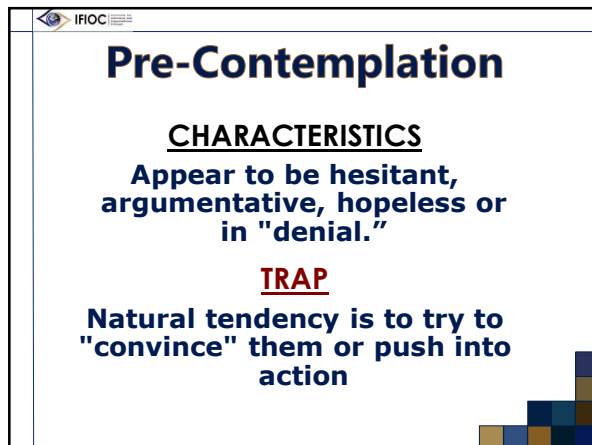 IFIOC
Pre-Contemplation
CHARACTERISTICS
Appear to be hesitant,
argumentative, hopeless or
in "denial.”
TRAP
Natural tendency is to try to
"convince" them or push into
action